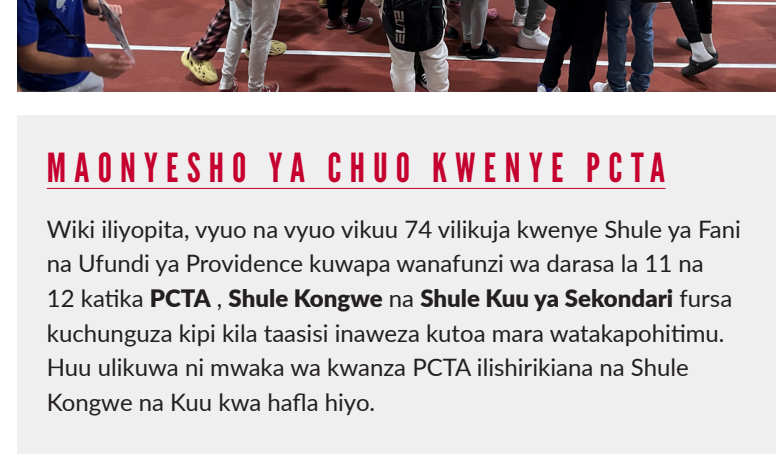 MAONYESHO YA CHUO KWENYE PCTA
Wiki iliyopita, vyuo na vyuo vikuu 74 vilikuja kwenye Shule ya Fani
na Ufundi ya Providence kuwapa wanafunzi wa darasa la 11 na
12 katika PCTA , Shule Kongwe na Shule Kuu ya Sekondari fursa
kuchunguza kipi kila taasisi inaweza kutoa mara watakapohitimu.
Huu ulikuwa ni mwaka wa kwanza PCTA ilishirikiana na Shule
Kongwe na Kuu kwa hafla hiyo.